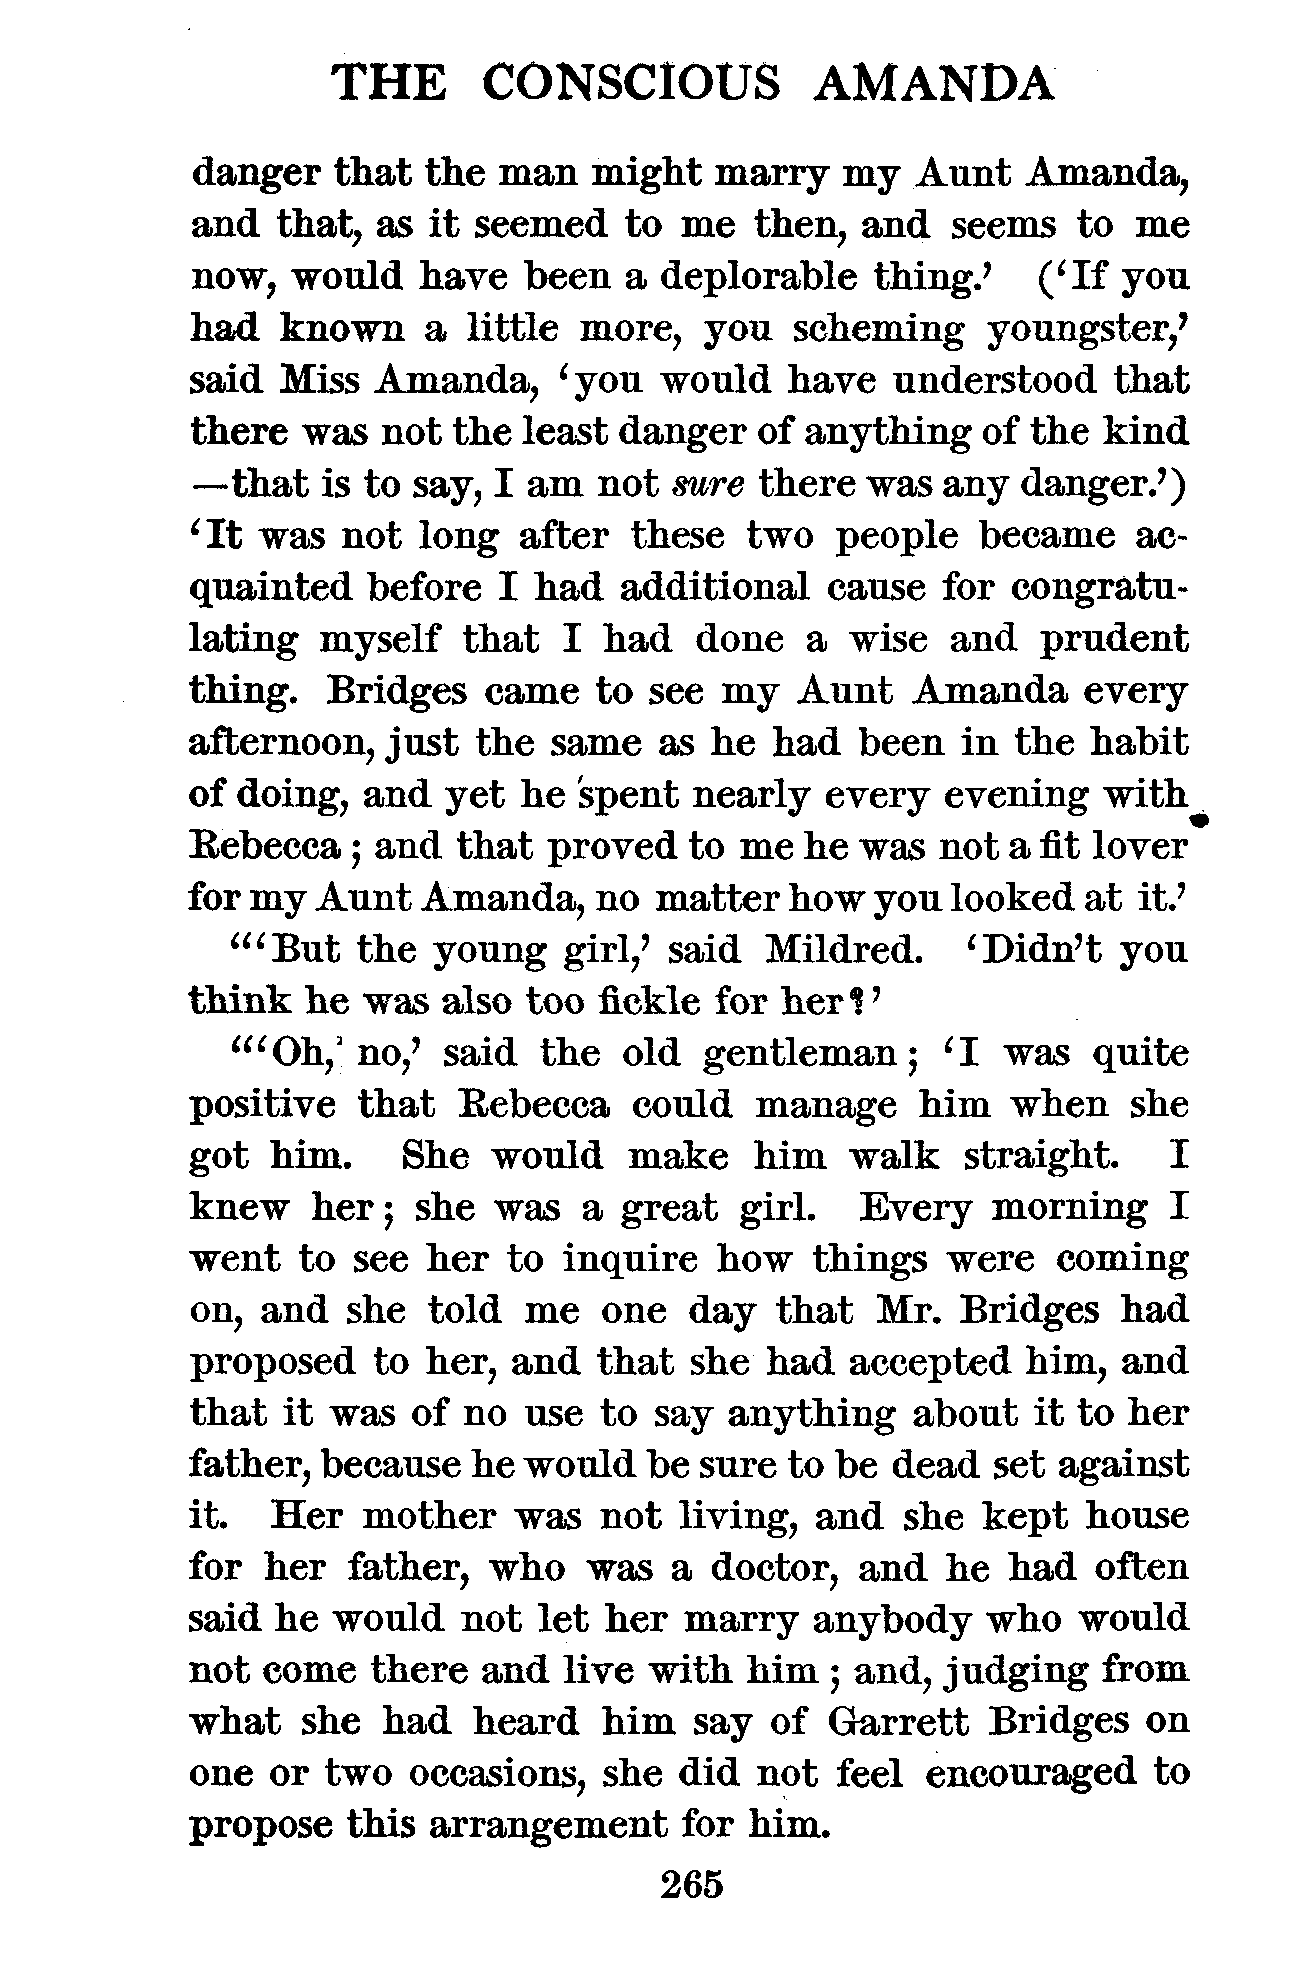 THE CONSCIOUS AMANDA
danger that the man might marry my Aunt Amanda,
and that, as it seemed to me then, and seems to me
now, would have been a deplorable thing.’ (‘If you
had known a little more, you scheming youngster,’
said Miss Amanda, ‘you would have understood that
there was not the least danger of anything of the kind
—that is to say, I am not sure there was any danger.’)
‘It was not long after these two people became ac-
quainted before I had additional cause for congratu-
lating myself that I had done a wise and prudent
thing. Bridges came to see my Aunt Amanda every
afternoon, just the same as he had been in the habit
of doing, and yet he spent nearly every evening with
Rebecca; and that proved to me he was not a fit lover
for my Aunt Amanda, no matter how you looked at it.’
“‘But the young girl,’ said Mildred. ‘Didn’t you
think he was also too fickle for her?’
“‘Oh, no,’ said the old gentleman; ‘I was quite
positive that Rebecca could manage him when she
got him. She would make him walk straight. I
knew her; she was a great girl. Every morning I
went to see her to inquire how things were coming
on, and she told me one day that Mr. Bridges had
proposed to her, and that she had accepted him, and
that it was of no use to say anything about it to her
father, because he would be sure to be dead set against
it. Her mother was not living, and she kept house
for her father, who was a doctor, and he had often
said he would not let her marry anybody who would
not come there and live with him; and, judging from
what she had heard him say of Garrett Bridges on
one or two occasions, she did not feel encouraged to
propose this arrangement for him.
265